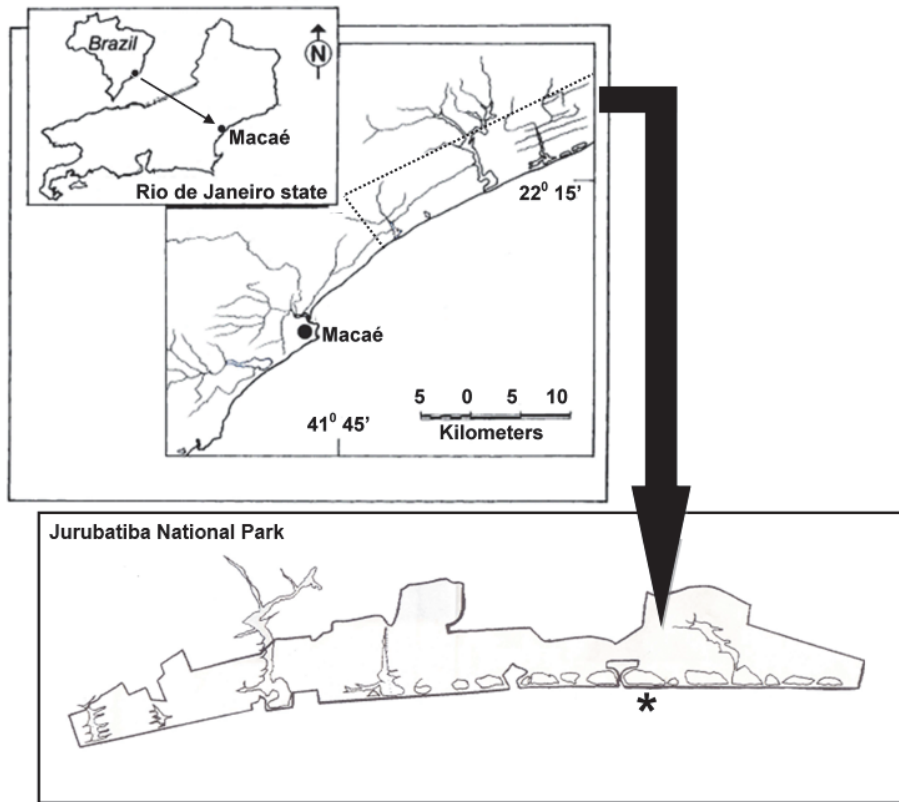 Brazil
N
Macaé
Rio de Janeiro state
22⁰ 15’
Macaé
5 0 5 10
41⁰ 45’
Kilometers
Jurubatiba National Park
*